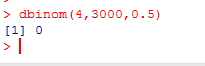 > dbinom(4,3000,0.5)
[1] 0
>